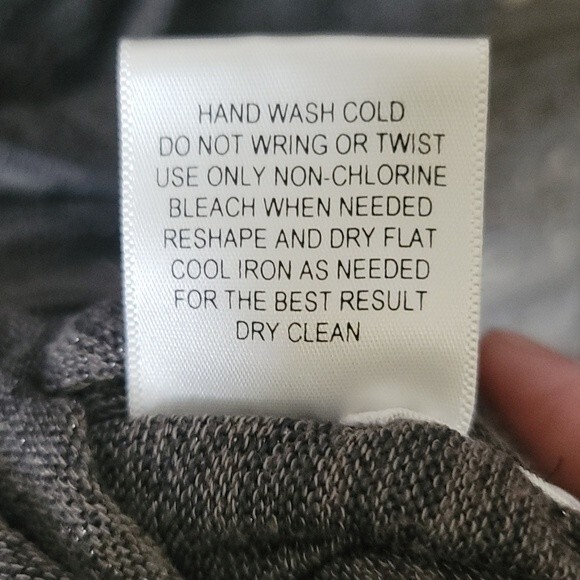 HAND WASH COLD
DO NOT WRING OR TWIST
USE ONLY NON-CHLORINE
BLEACH WHEN NEEDED
RESHAPE AND DRY FLAT
COOL IRON AS NEEDED
FOR THE BEST RESULT
DRY CLEAN